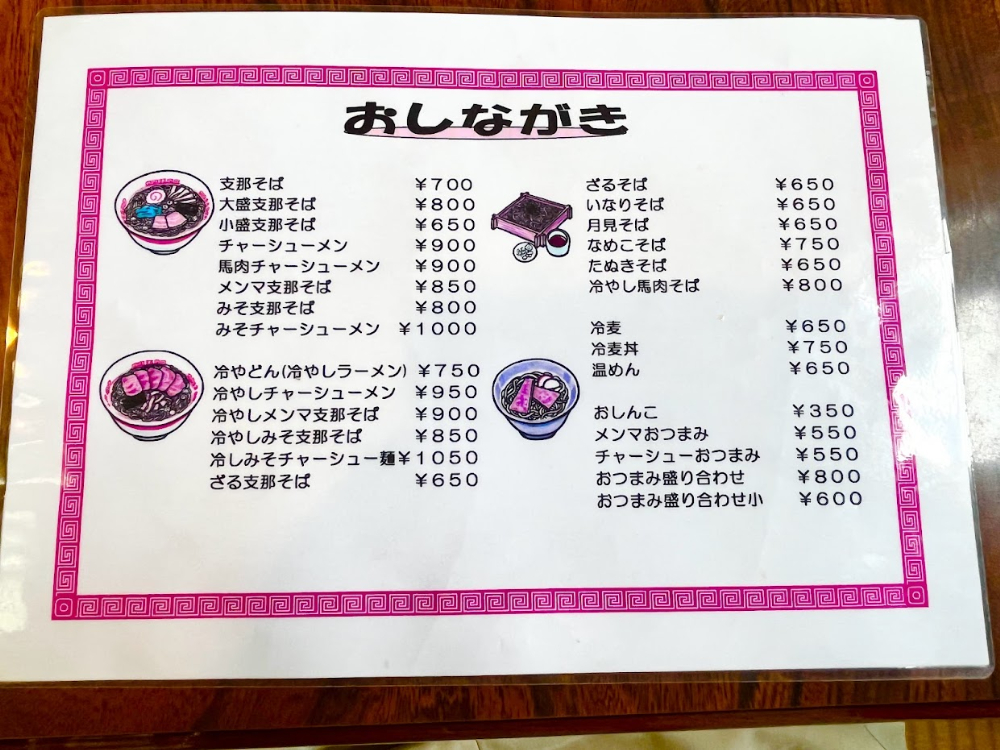 おしながき
支那そば ￥700
大盛支那そば ￥800
小盛支那そば ￥650
チャーシューメン ￥900
馬肉チャーシューメン ￥900
メンマ支那そば ￥850
みそ支那そば ￥800
みそチャーシューメン ￥1000
冷やどん(冷やしラーメン) ￥750
冷やしチャーシューメン ￥950
冷やしメンマ支那そば ￥900
冷やしみそ支那そば ￥850
冷しみそチャーシュー麺￥1050
ざる支那そば ￥650
ざるそば ￥650
いなりそば ￥650
月見そば ￥650
なめこそば ￥750
たぬきそば ￥650
冷やし馬肉そば ￥800
冷麦 ￥650
冷麦丼 ￥750
温めん ￥650
おしんこ ￥350
メンマおつまみ ￥550
チャーシューおつまみ ￥550
おつまみ盛り合わせ ￥800
おつまみ盛り合わせ小 ￥600